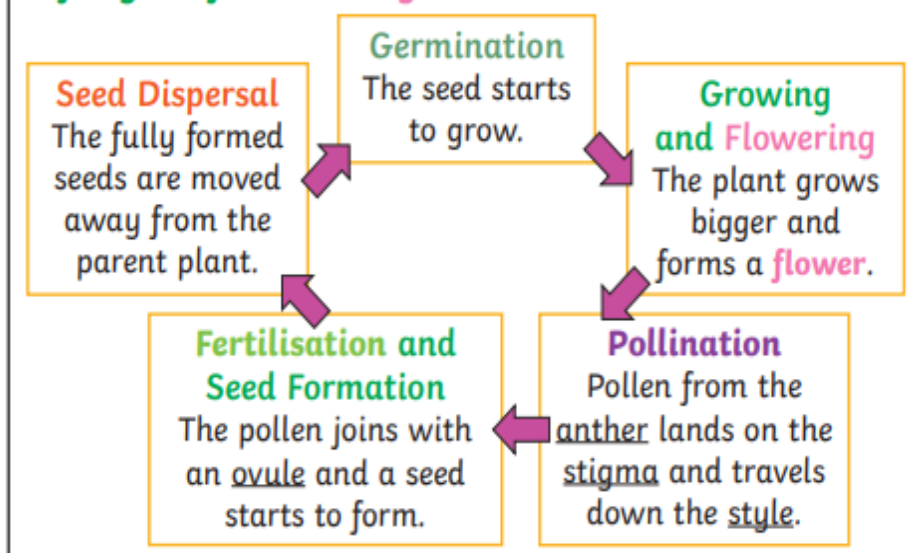 Germination
The seed starts
to grow.
Growing
and Flowering
The plant grows
bigger and
forms a flower.
Pollination
Pollen from the
anther lands on the
stigma and travels
down the style.
Fertilisation and
Seed Formation
The pollen joins with
an ovule and a seed
starts to form.
Seed Dispersal
The fully formed
seeds are moved
away from the
parent plant.